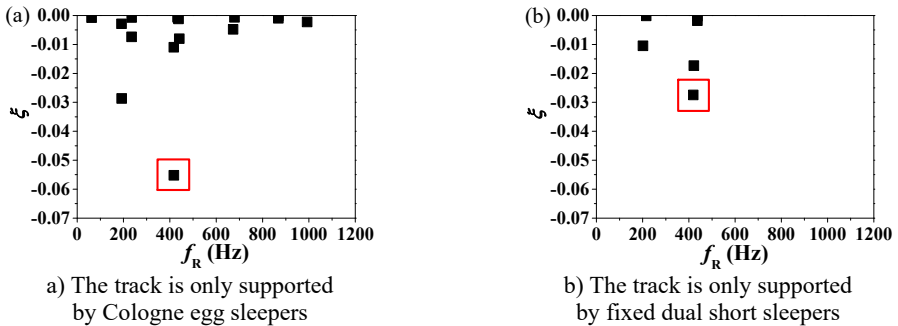 (a)
0.00
-0.01
-0.02
-0.03
-0.04
-0.05
-0.06
-0.07
ξ
0 200 400 600 800 1000 1200
f_R (Hz)
a) The track is only supported
by Cologne egg sleepers
(b)
0.00
-0.01
-0.02
-0.03
-0.04
-0.05
-0.06
-0.07
ξ
0 200 400 600 800 1000 1200
f_R (Hz)
b) The track is only supported
by fixed dual short sleepers